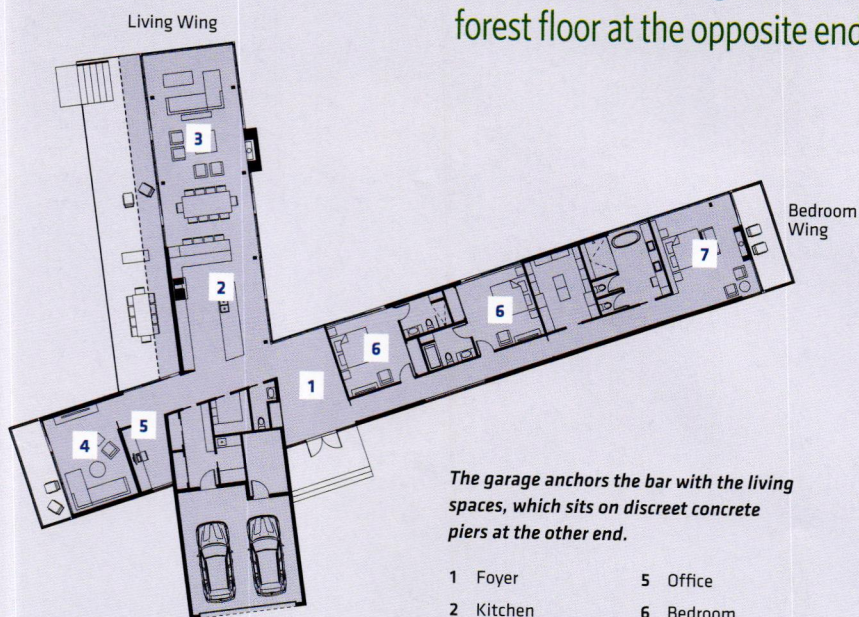 Living Wing
forest floor at the opposite end
3
Bedroom
Wing
7
2
6
6
1
5
4
The garage anchors the bar with the living
spaces, which sits on discreet concrete
piers at the other end.
1 Foyer
5 Office
2 Kitchen
6 Bedroom